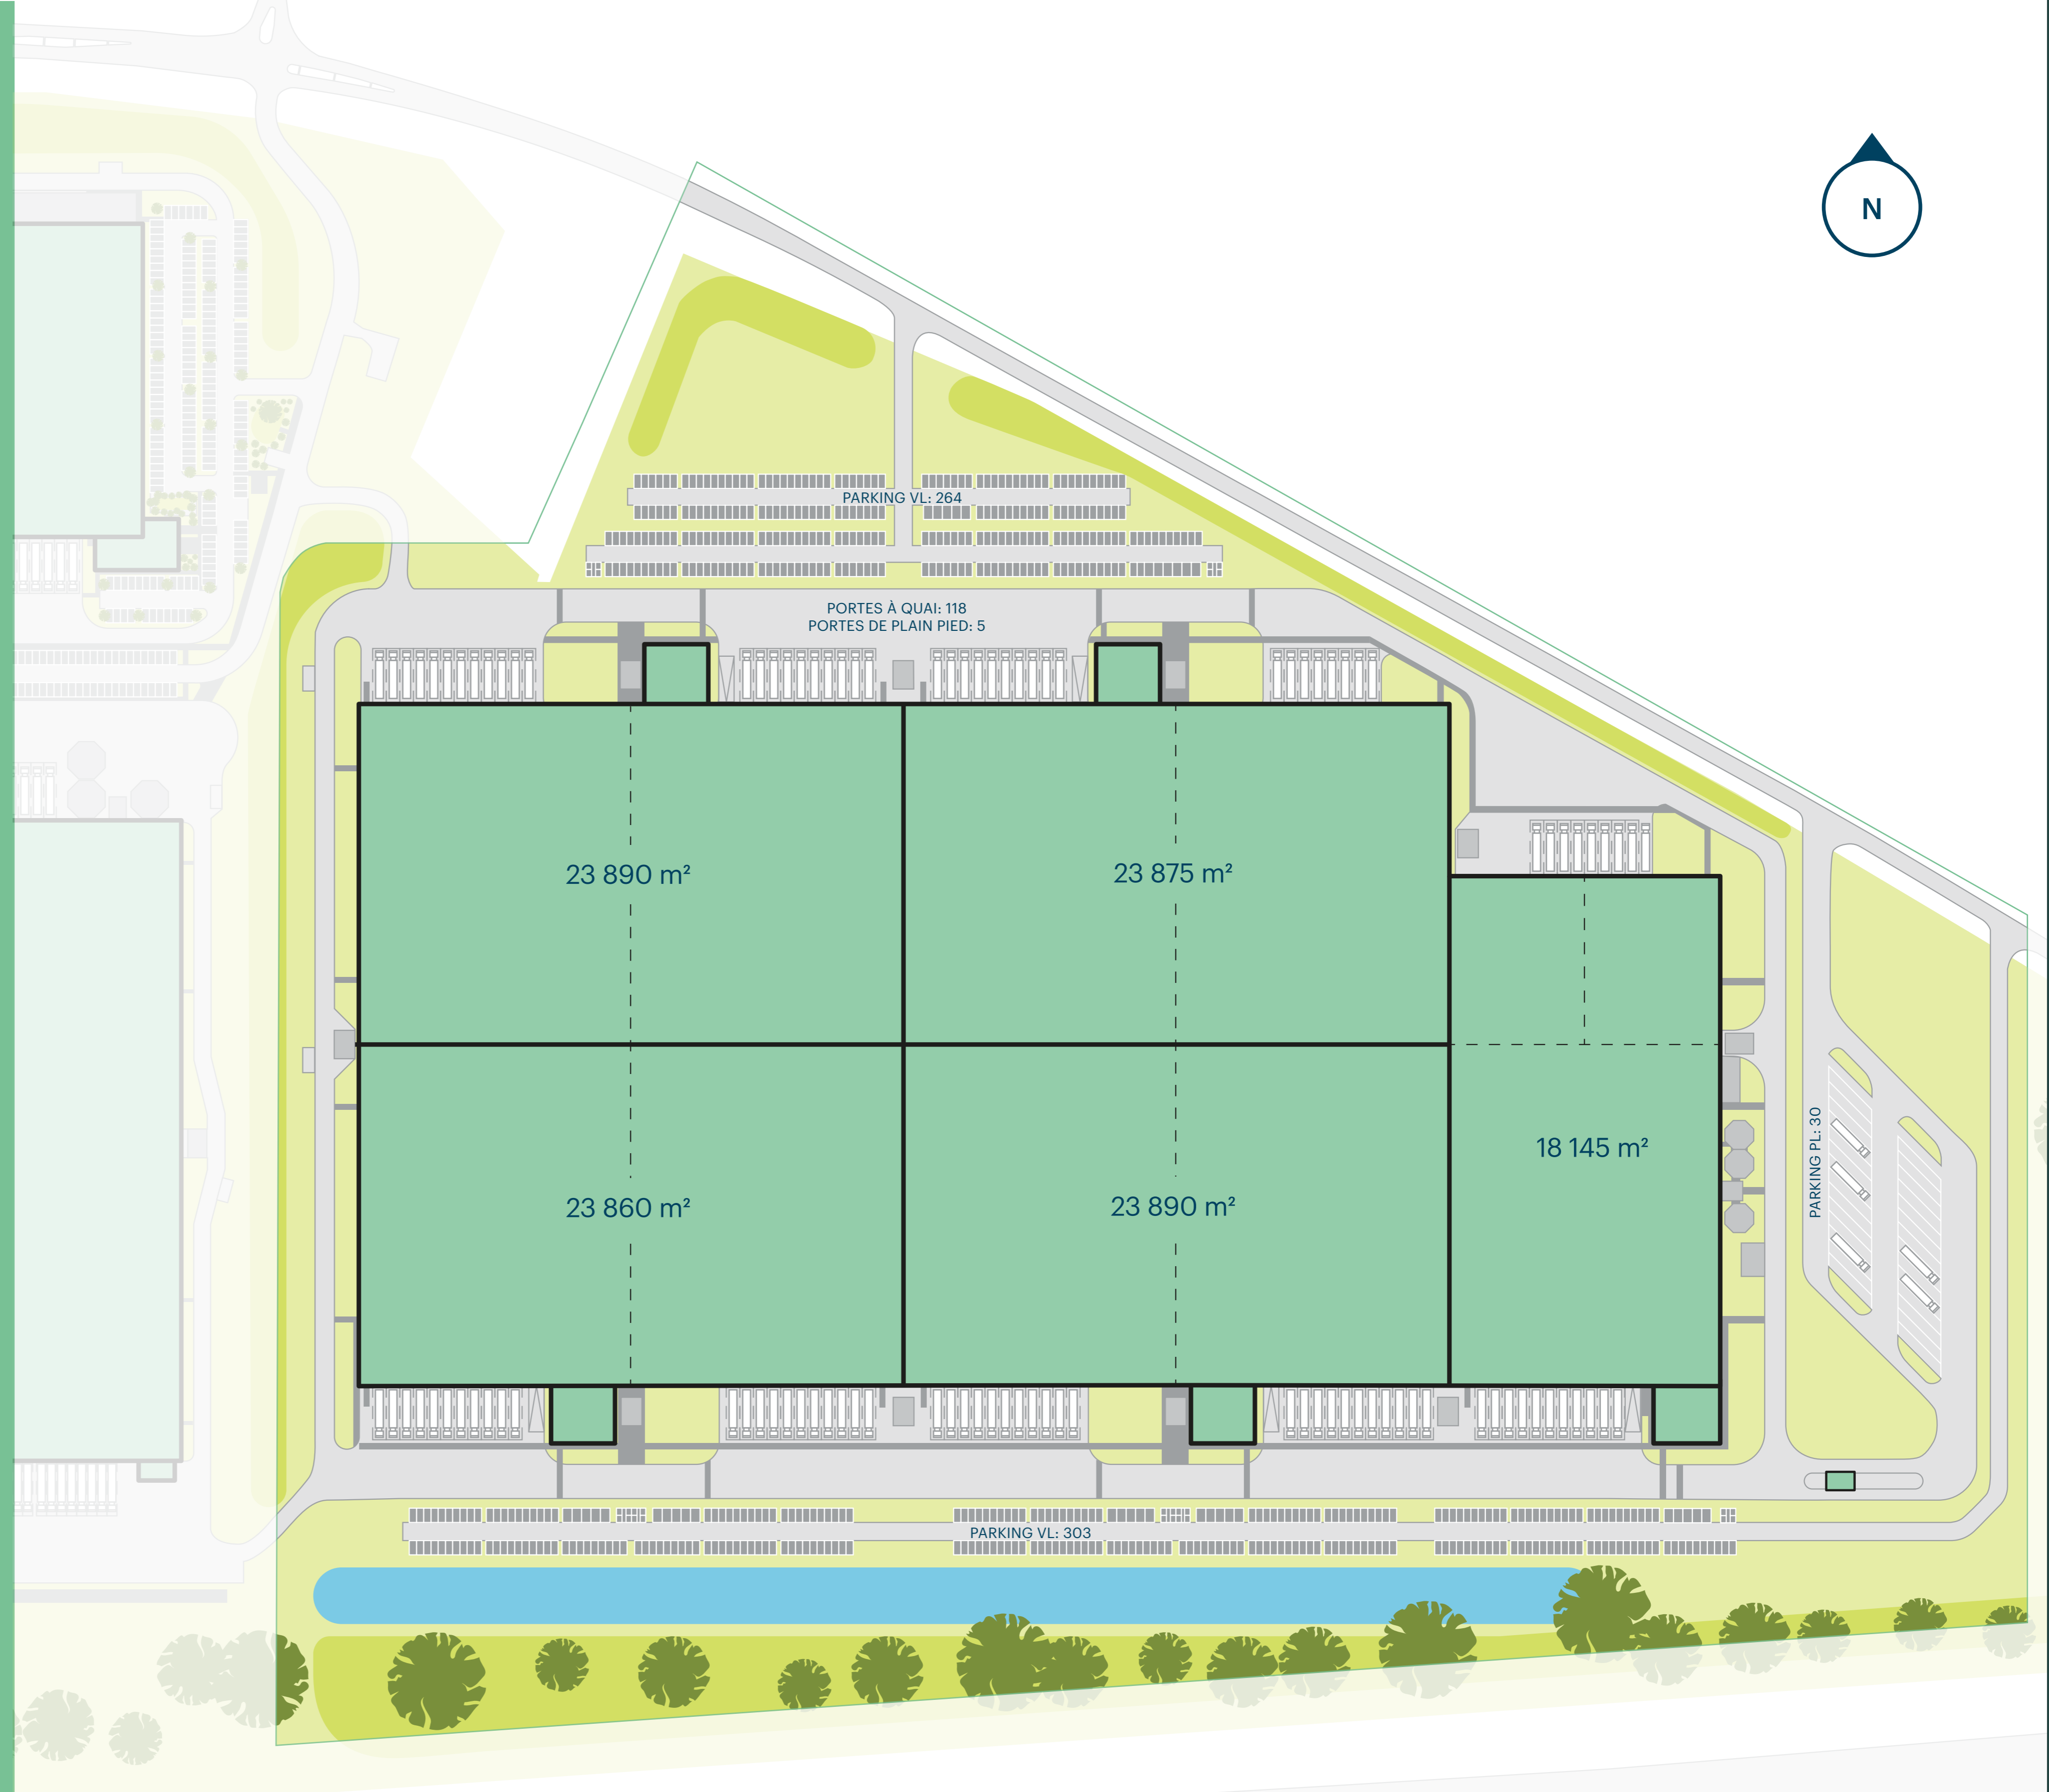 N
PARKING VL: 264
PORTES À QUAI: 118
PORTES DE PLAIN PIED: 5
23 890 m²
23 875 m²
18 145 m²
PARKING PL: 30
23 860 m²
23 890 m²
PARKING VL: 303